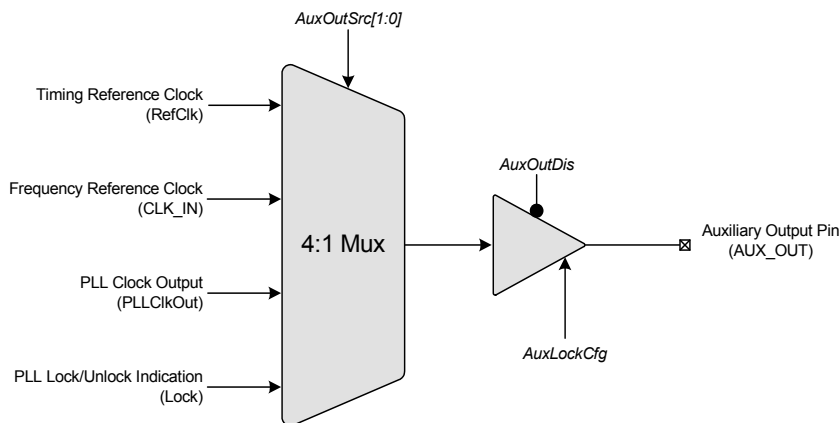 AuxOutSrc[1:0]
Timing Reference Clock
(RefClk)
Frequency Reference Clock
(CLK_IN)
PLL Clock Output
(PLLClkOut)
PLL Lock/Unlock Indication
(Lock)
4:1 Mux
AuxOutDis
AuxLockCfg
Auxiliary Output Pin
(AUX_OUT)